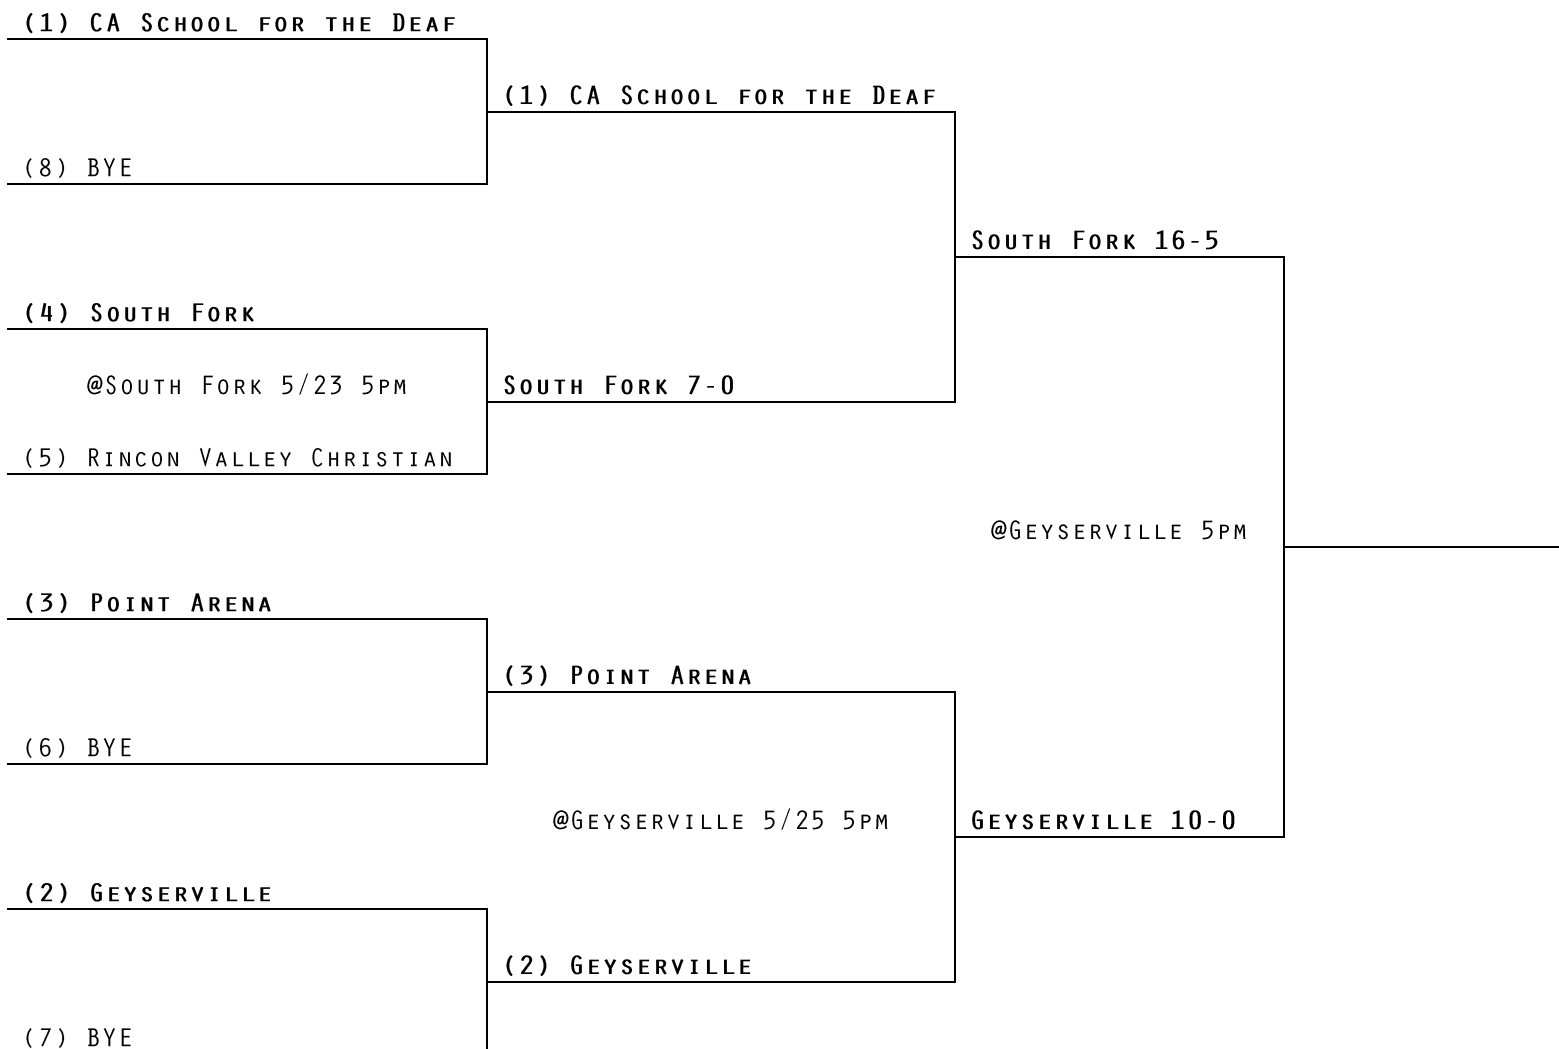 (1) CA School for the Deaf
(1) CA School for the Deaf
(8) BYE
South Fork 16-5
(4) South Fork
@South Fork 5/23 5pm
South Fork 7-0
(5) Rincon Valley Christian
@Geyserville 5pm
(3) Point Arena
(3) Point Arena
(6) BYE
@Geyserville 5/25 5pm
Geyserville 10-0
(2) Geyserville
(2) Geyserville
(7) BYE